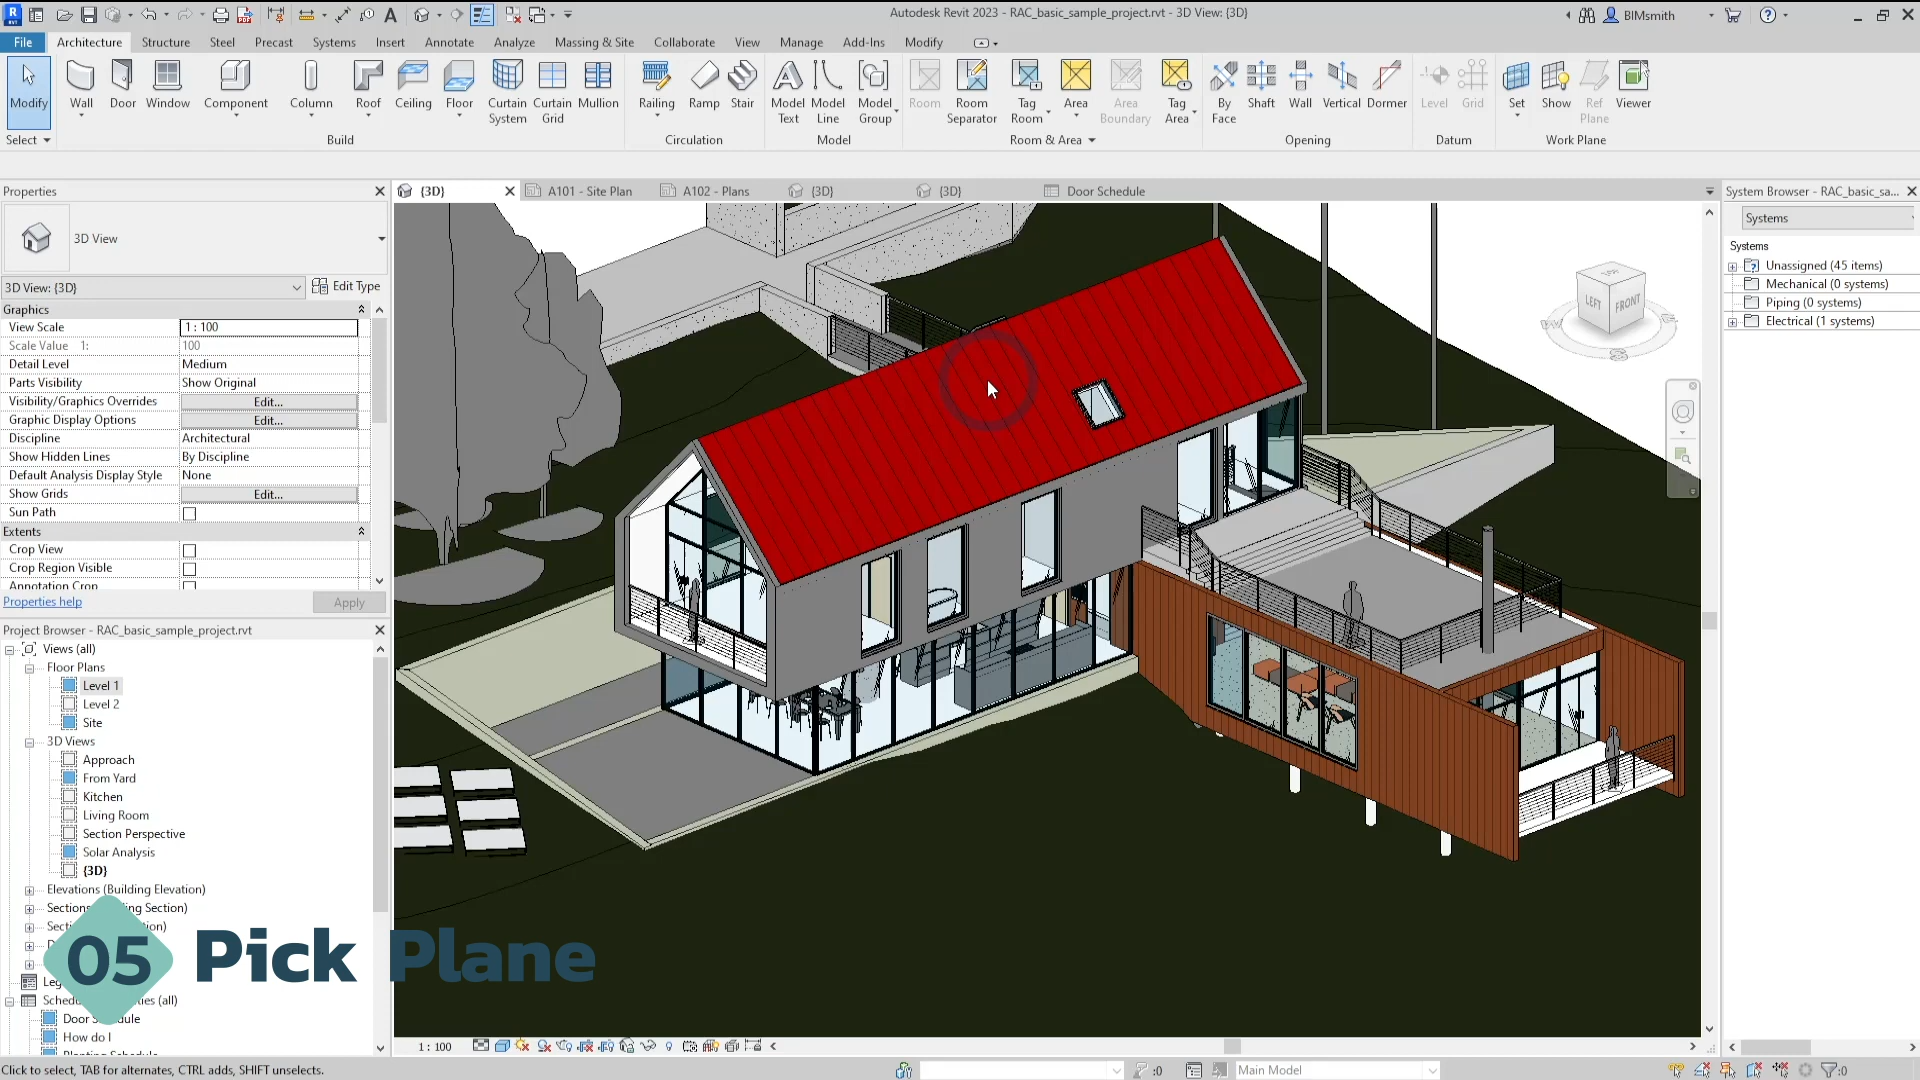 Autodesk Revit 2023 - RAC_basic_sample_project.rvt - 3D View: {3D}
BIMsmith
File Architecture Structure Steel Precast Systems Insert Annotate Analyze Massing & Site Collaborate View Manage Add-Ins Modify
Modify Wall Door Window Component Column Roof Ceiling Floor Curtain System Curtain Grid Mullion Railing Ramp Stair Model Text Model Line Model Group Room Room Separator Tag Room Area Area Boundary Tag Area By Face Shaft Wall Vertical Dormer Level Grid Set Show Ref Plane Viewer
Select Build Circulation Model Room & Area Opening Datum Work Plane
Properties
{3D} A101 - Site Plan A102 - Plans {3D} {3D} Door Schedule
System Browser - RAC_basic_sa...
3D View
3D View: {3D}
Edit Type
Graphics
View Scale 1 : 100
Scale Value 1: 100
Detail Level Medium
Parts Visibility Show Original
Visibility/Graphics Overrides Edit...
Graphic Display Options Edit...
Discipline Architectural
Show Hidden Lines By Discipline
Default Analysis Display Style None
Show Grids Edit...
Sun Path
Extents
Crop View
Crop Region Visible
Annotation Crop
Properties help
Apply
Project Browser - RAC_basic_sample_project.rvt
Views (all)
Floor Plans
Level 1
Level 2
Site
3D Views
Approach
From Yard
Kitchen
Living Room
Section Perspective
Solar Analysis
{3D}
Elevations (Building Elevation)
Door
How do I
05 Pick Plane
Systems
Systems
Unassigned (45 items)
Mechanical (0 systems)
Piping (0 systems)
Electrical (1 systems)
TOP
LEFT
FRONT
W
S
1 : 100
Click to select, TAB for alternates, CTRL adds, SHIFT unselects.
:0
Main Model
:0